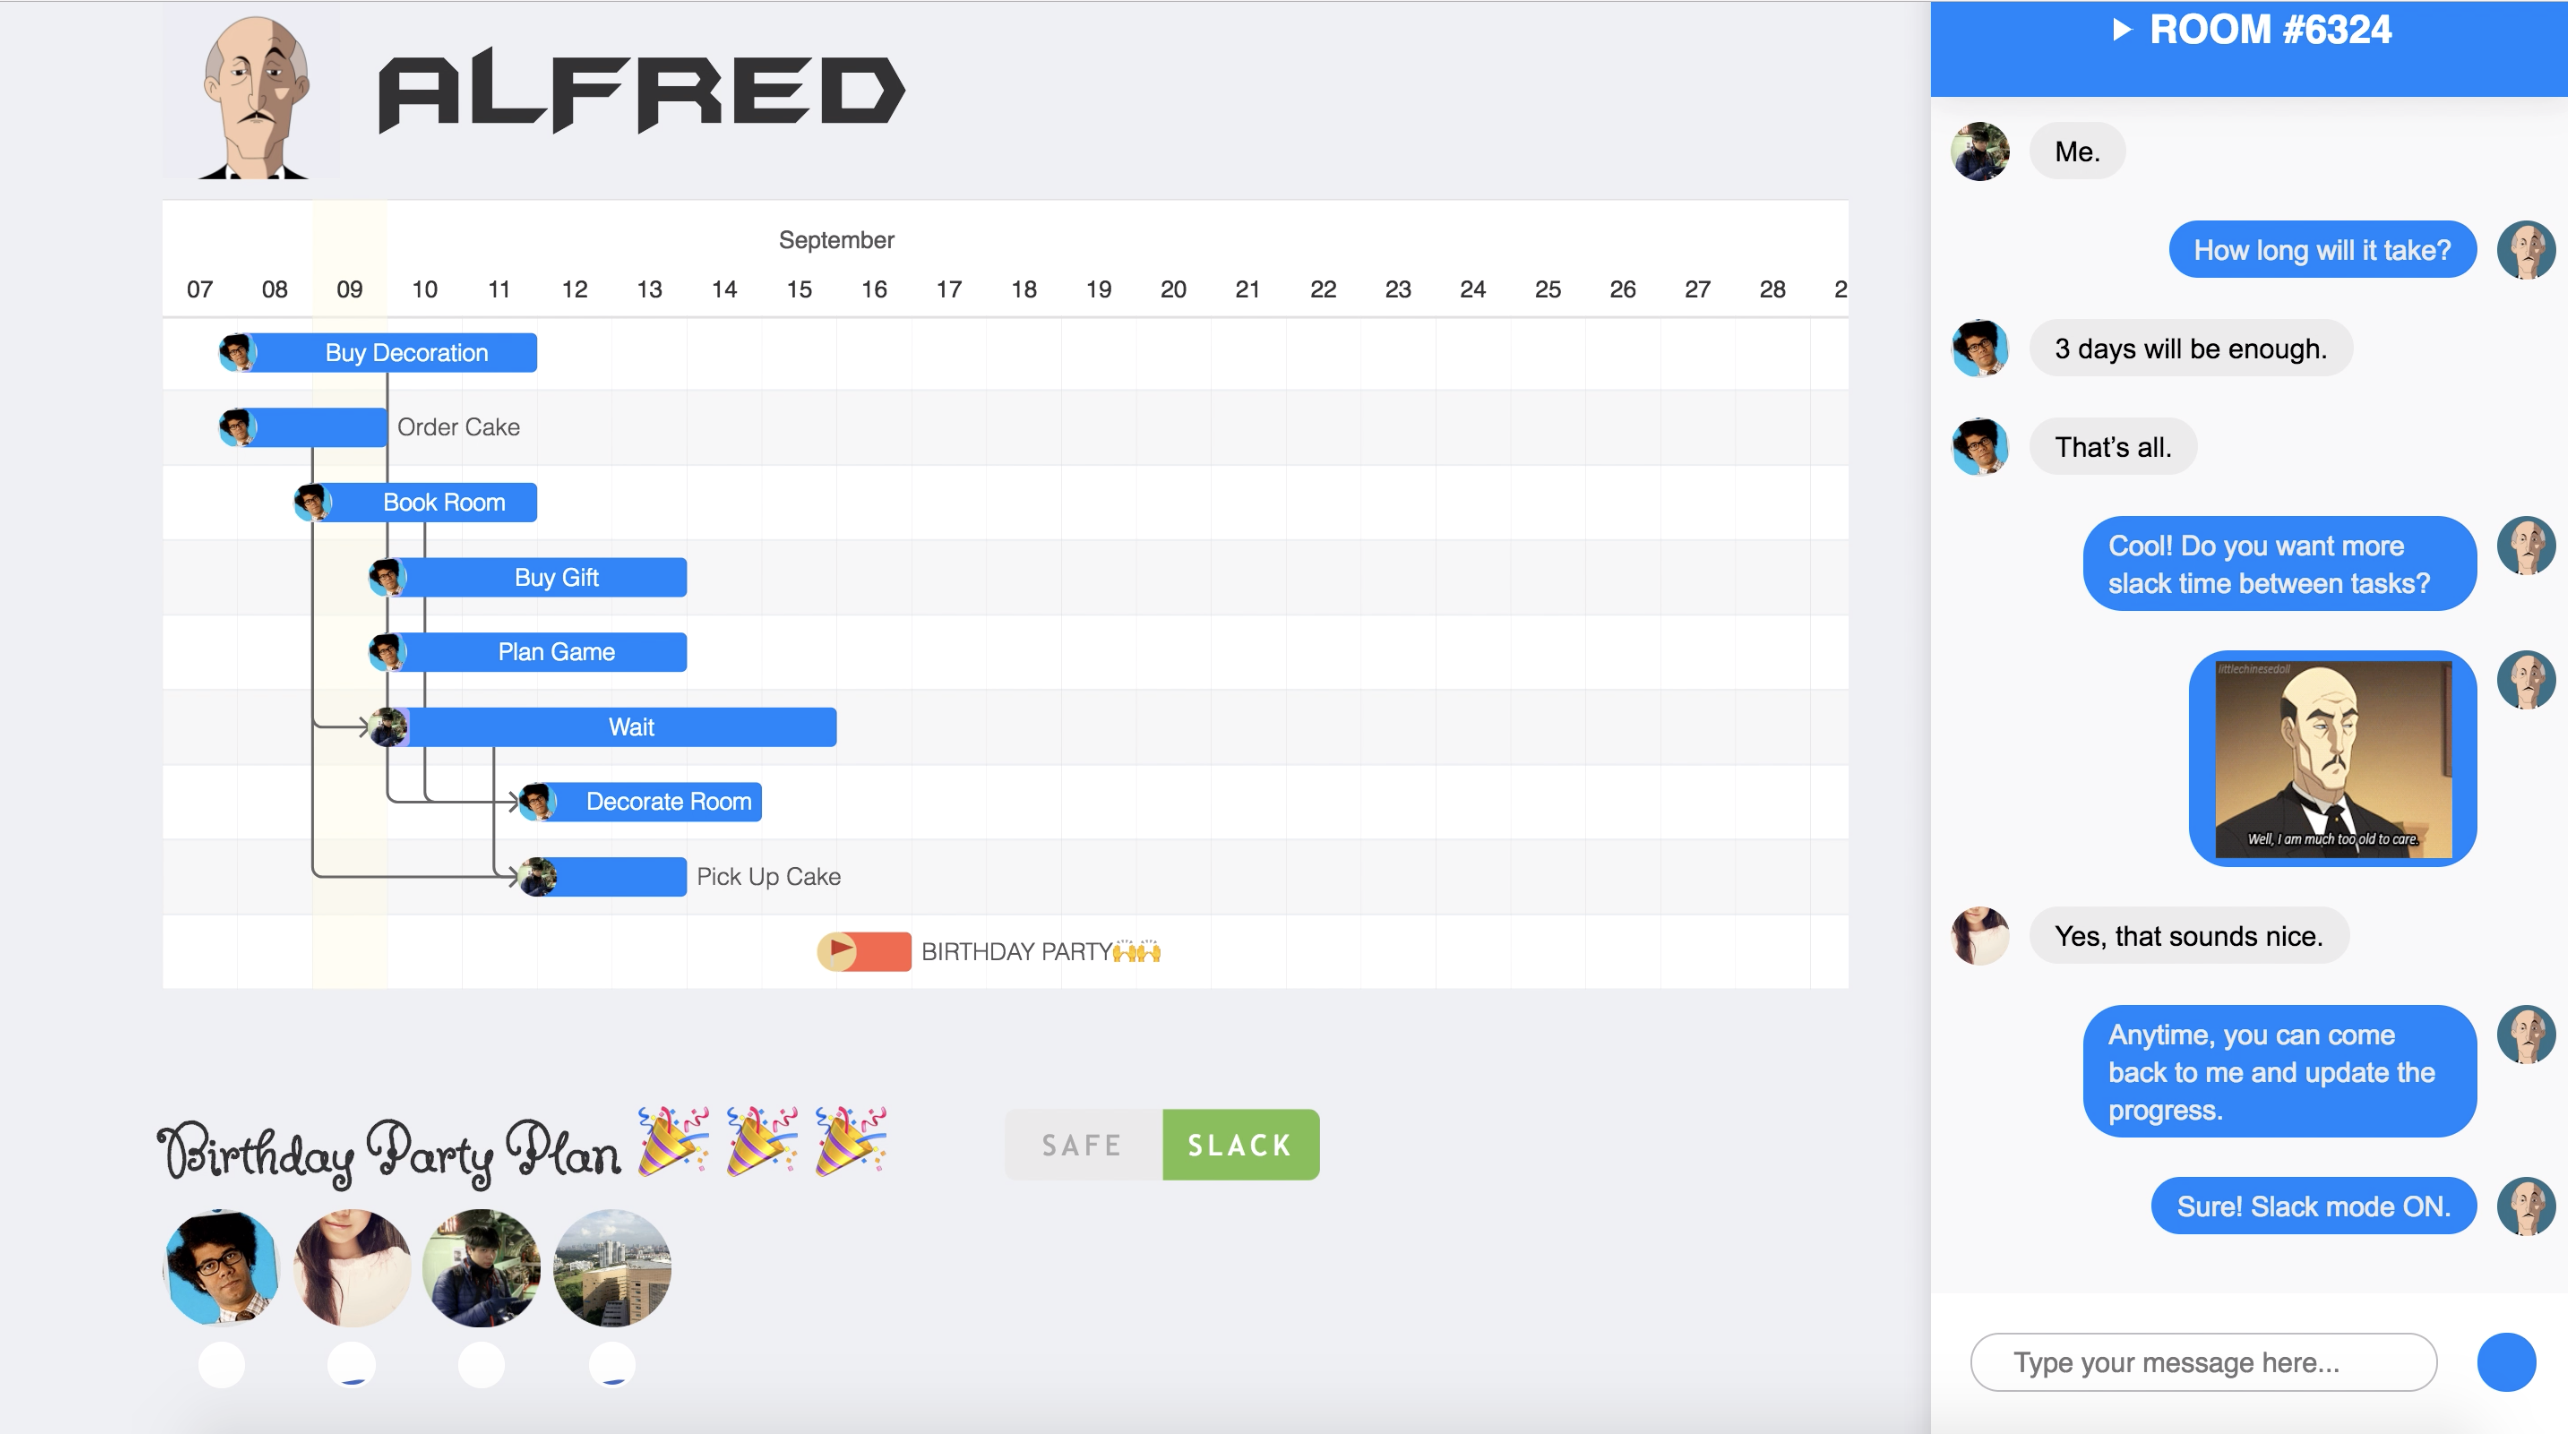 ALFRED
September
07 08 09 10 11 12 13 14 15 16 17 18 19 20 21 22 23 24 25 26 27 28 2
Buy Decoration
Order Cake
Book Room
Buy Gift
Plan Game
Wait
Decorate Room
Pick Up Cake
BIRTHDAY PARTY🙌🙌
Birthday Party Plan 🎉 🎉 🎉
SAFE SLACK
ROOM #6324
Me.
How long will it take?
3 days will be enough.
That’s all.
Cool! Do you want more
slack time between tasks?
littlechinesedoll
Well, I am much too old to care.
Yes, that sounds nice.
Anytime, you can come
back to me and update the
progress.
Sure! Slack mode ON.
Type your message here...